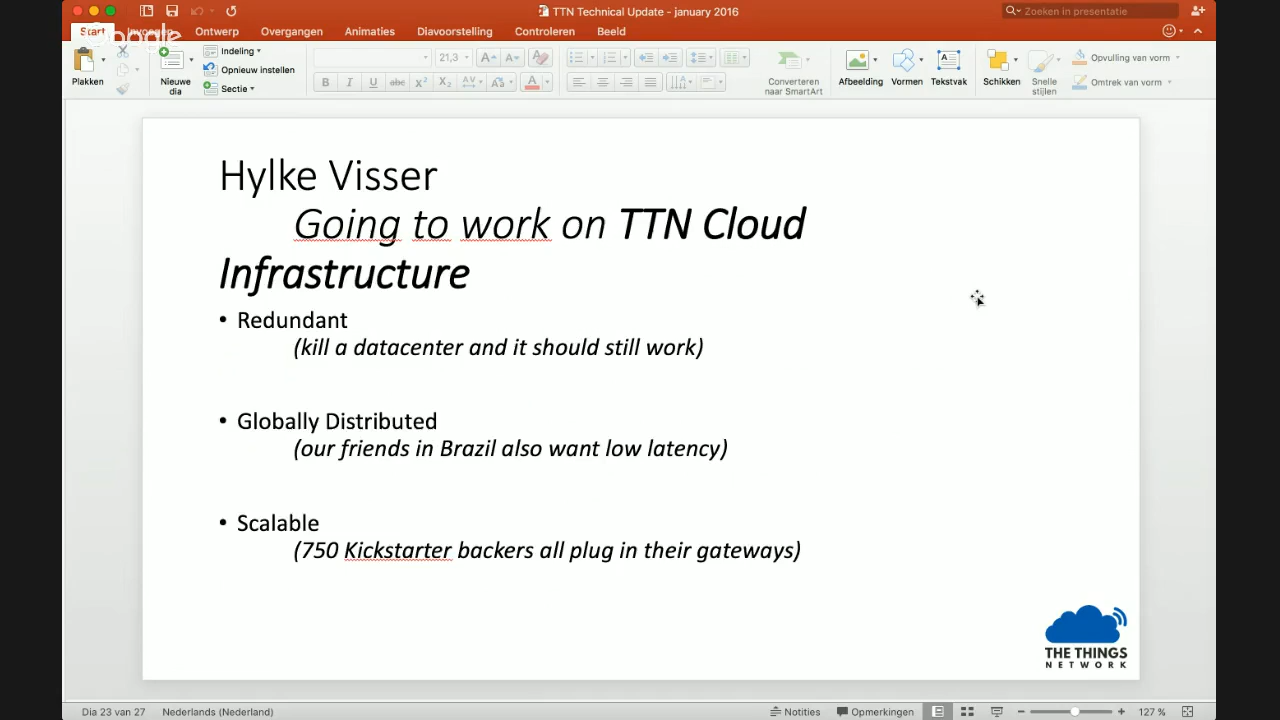 TTN Technical Update - january 2016
Zoeken in presentatie
Google
Start Invoegen Ontwerp Overgangen Animaties Diavoorstelling Controleren Beeld
Plakken
Nieuwe dia
Indeling
Opnieuw instellen
Sectie
21,3
Converteren naar SmartArt
Afbeelding
Vormen
Tekstvak
Schikken
Snelle stijlen
Opvulling van vorm
Omtrek van vorm
Hylke Visser
Going to work on TTN Cloud
Infrastructure
• Redundant
(kill a datacenter and it should still work)
• Globally Distributed
(our friends in Brazil also want low latency)
• Scalable
(750 Kickstarter backers all plug in their gateways)
THE THINGS
NETWORK
Dia 23 van 27 Nederlands (Nederland) Notities Opmerkingen 127 %